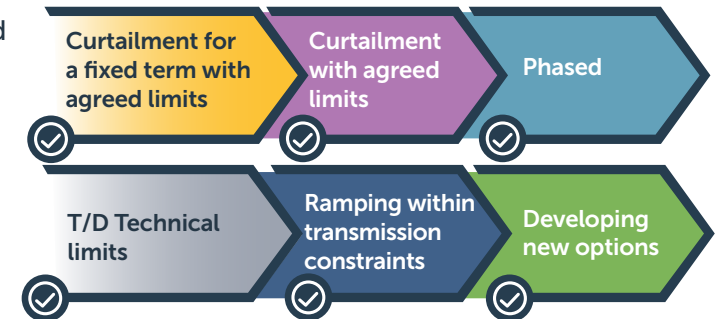 d
Curtailment for
a fixed term with
agreed limits
Curtailment
with agreed
limits
Phased
T/D Technical
limits
Ramping within
transmission
constraints
Developing
new options